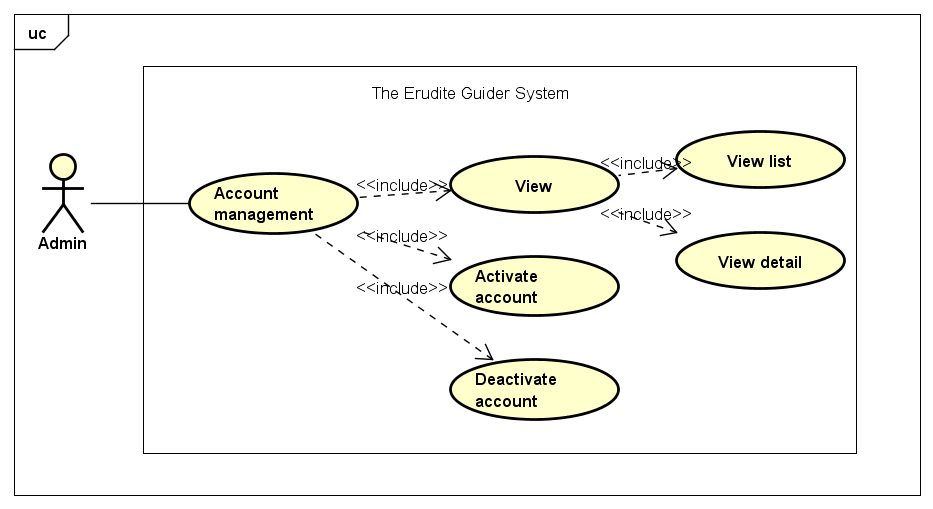 uc
The Erudite Guider System
Admin
Account
management
<<include>>
View
<<include>>
View list
<<include>>
View detail
<<include>>
Activate
account
<<include>>
Deactivate
account